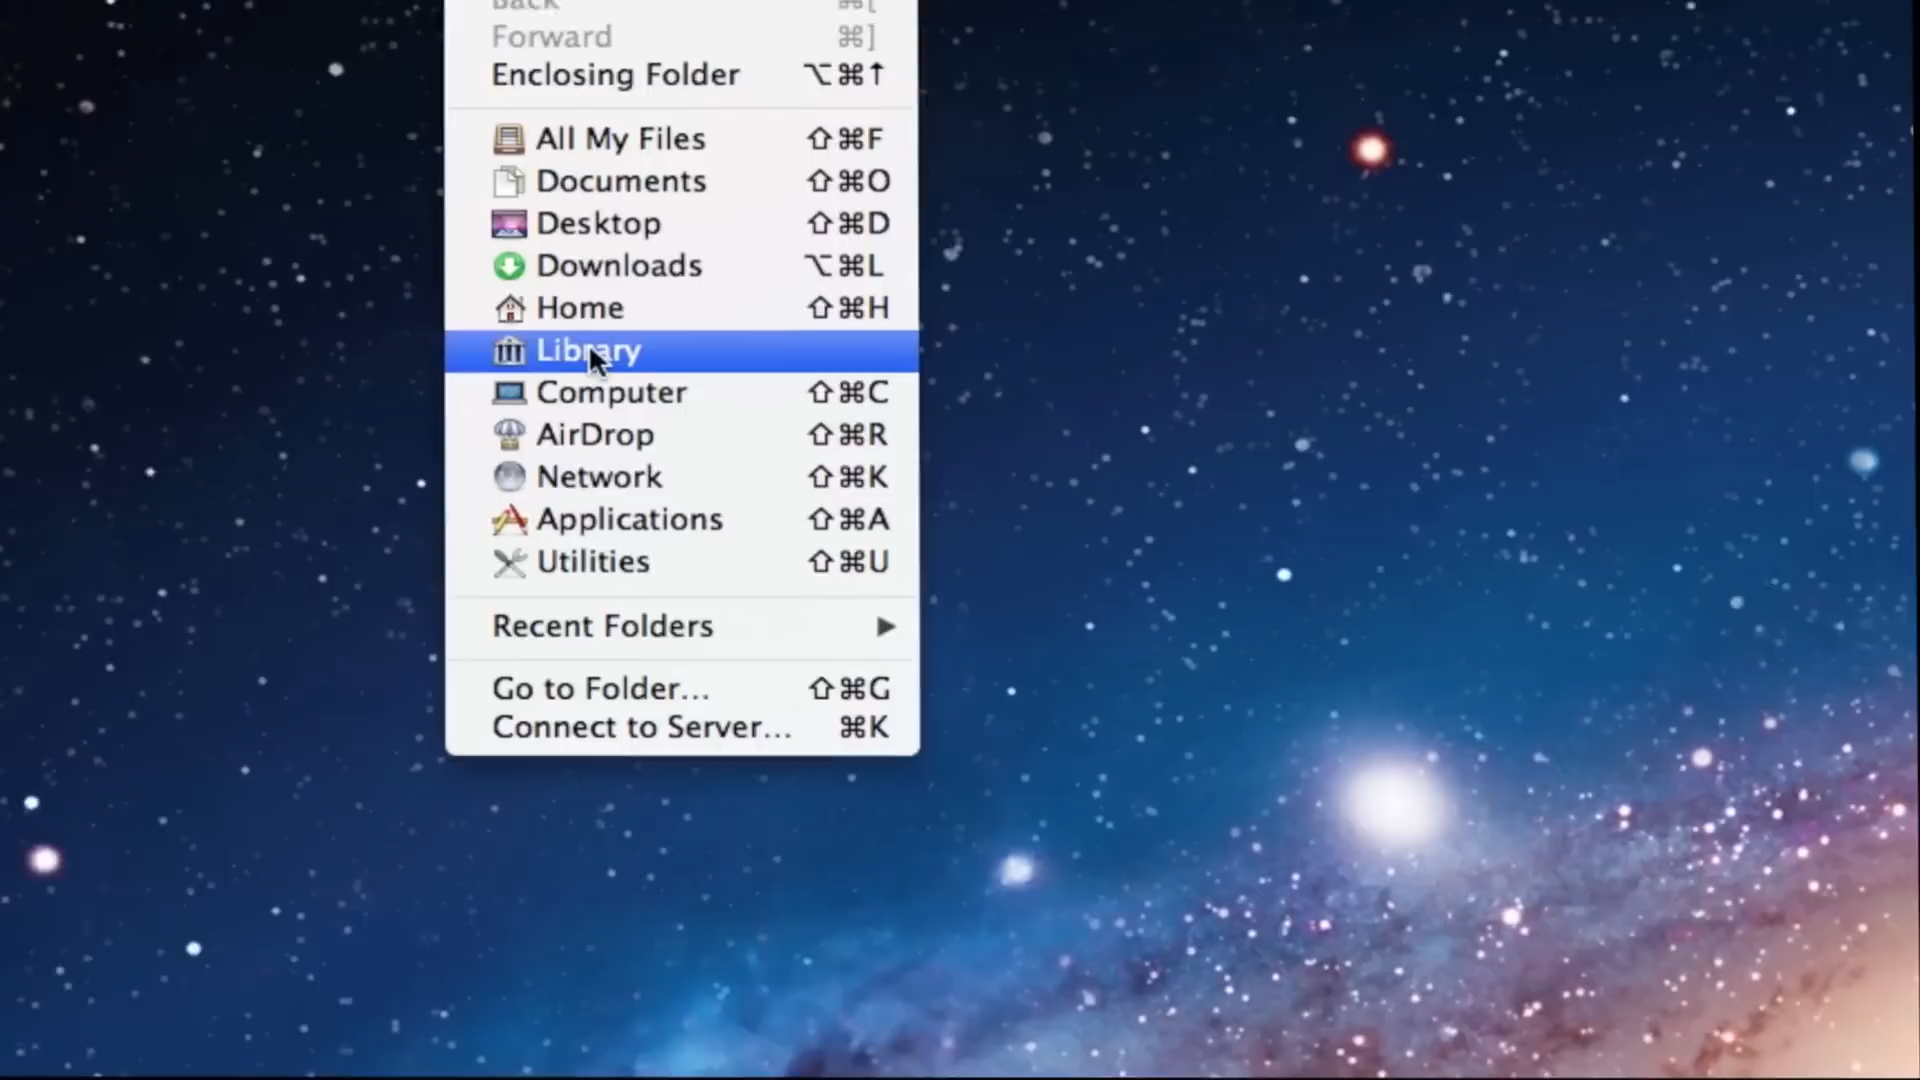 Back ⌘[
Forward ⌘]
Enclosing Folder ⌥⌘↑
All My Files ⇧⌘F
Documents ⇧⌘O
Desktop ⇧⌘D
Downloads ⌥⌘L
Home ⇧⌘H
Library
Computer ⇧⌘C
AirDrop ⇧⌘R
Network ⇧⌘K
Applications ⇧⌘A
Utilities ⇧⌘U
Recent Folders ▶
Go to Folder... ⇧⌘G
Connect to Server... ⌘K